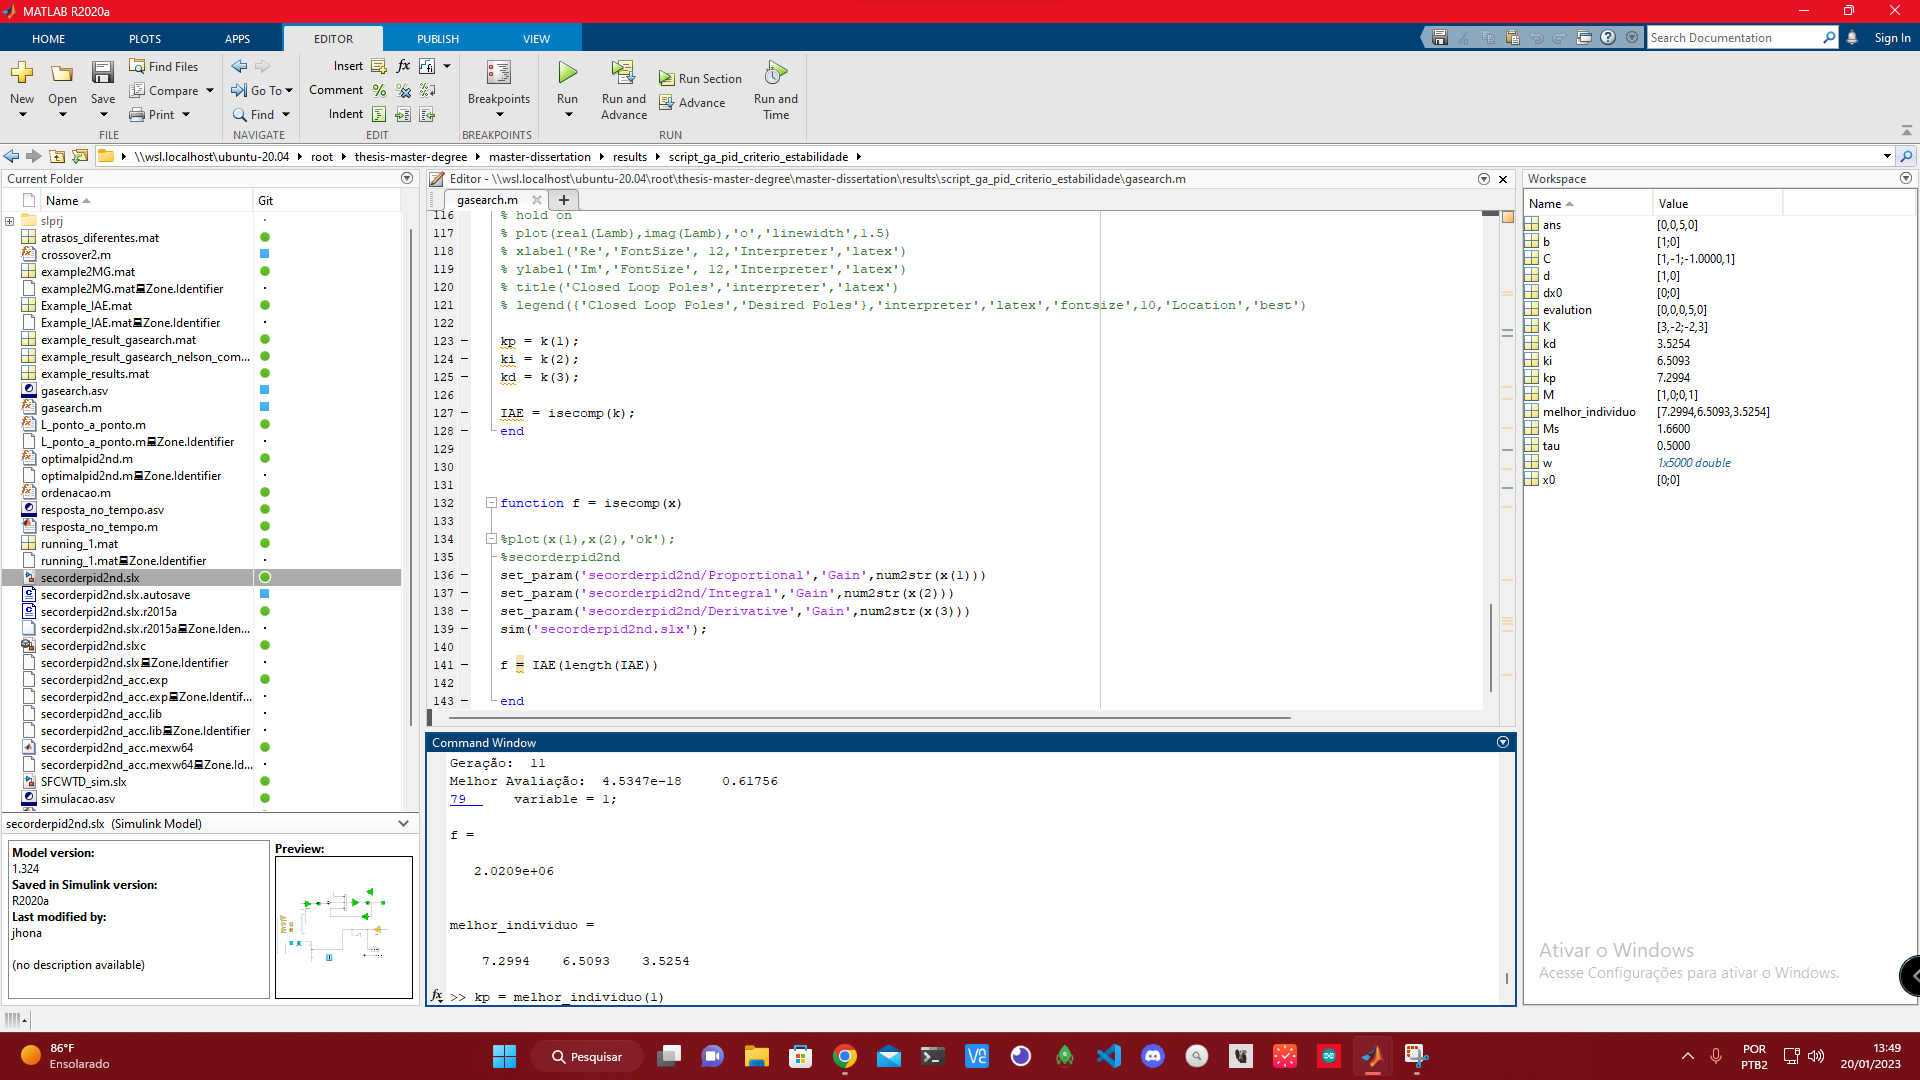 MATLAB R2020a
HOME PLOTS APPS EDITOR PUBLISH VIEW
Search Documentation
Sign In
New
Open
Save
Find Files
Compare
Print
FILE
Go To
Find
NAVIGATE
Insert
fx
Comment
Indent
EDIT
Breakpoints
BREAKPOINTS
Run
Run and Advance
Run Section
Advance
Run and Time
RUN
\\wsl.localhost\ubuntu-20.04 root thesis-master-degree master-dissertation results script_ga_pid_criterio_estabilidade
Current Folder
Name Git
slprj
atrasos_diferentes.mat
crossover2.m
example2MG.mat
example2MG.mat Zone.Identifier
Example_IAE.mat
Example_IAE.mat Zone.Identifier
example_result_gasearch.mat
example_result_gasearch_nelson_com...
example_results.mat
gasearch.asv
gasearch.m
L_ponto_a_ponto.m
L_ponto_a_ponto.m Zone.Identifier
optimalpid2nd.m
optimalpid2nd.m Zone.Identifier
ordenacao.m
resposta_no_tempo.asv
resposta_no_tempo.m
running_1.mat
running_1.mat Zone.Identifier
secorderpid2nd.slx
secorderpid2nd.slx.autosave
secorderpid2nd.slx.r2015a
secorderpid2nd.slx.r2015a Zone.Iden...
secorderpid2nd.slxc
secorderpid2nd.slx Zone.Identifier
secorderpid2nd_acc.exp
secorderpid2nd_acc.exp Zone.Identif...
secorderpid2nd_acc.lib
secorderpid2nd_acc.lib Zone.Identifier
secorderpid2nd_acc.mexw64
secorderpid2nd_acc.mexw64 Zone.Id...
SFCWTD_sim.slx
simulacao.asv
secorderpid2nd.slx (Simulink Model)
Model version:
1.324
Saved in Simulink version:
R2020a
Last modified by:
jhona
(no description available)
Preview:
Editor - \\wsl.localhost\ubuntu-20.04\root\thesis-master-degree\master-dissertation\results\script_ga_pid_criterio_estabilidade\gasearch.m
gasearch.m
116 % hold on
117 % plot(real(Lamb),imag(Lamb),'o','linewidth',1.5)
118 % xlabel('Re','FontSize', 12,'Interpreter','latex')
119 % ylabel('Im','FontSize', 12,'Interpreter','latex')
120 % title('Closed Loop Poles','interpreter','latex')
121 % legend({'Closed Loop Poles','Desired Poles'},'interpreter','latex','fontsize',10,'Location','best')
122
123 kp = k(1);
124 ki = k(2);
125 kd = k(3);
126
127 IAE = isecomp(k);
128 end
129
130
131
132 function f = isecomp(x)
133
134 %plot(x(1),x(2),'ok');
135 %secorderpid2nd
136 set_param('secorderpid2nd/Proportional','Gain',num2str(x(1)))
137 set_param('secorderpid2nd/Integral','Gain',num2str(x(2)))
138 set_param('secorderpid2nd/Derivative','Gain',num2str(x(3)))
139 sim('secorderpid2nd.slx');
140
141 f = IAE(length(IAE))
142
143 end
Command Window
Geração: 11
Melhor Avaliação: 4.5347e-18 0.61756
79 variable = 1;
f =
2.0209e+06
melhor_individuo =
7.2994 6.5093 3.5254
fx >> kp = melhor_individuo(1)
Workspace
Name Value
ans [0,0,5,0]
b [1;0]
C [1,-1;-1.0000,1]
d [1,0]
dx0 [0;0]
evalution [0,0,0,5,0]
K [3,-2;-2,3]
kd 3.5254
ki 6.5093
kp 7.2994
M [1,0;0,1]
melhor_individuo [7.2994,6.5093,3.5254]
Ms 1.6600
tau 0.5000
w 1x5000 double
x0 [0;0]
Ativar o Windows
Acesse Configurações para ativar o Windows.
86°F
Ensolarado
Pesquisar
POR
PTB2
13:49
20/01/2023